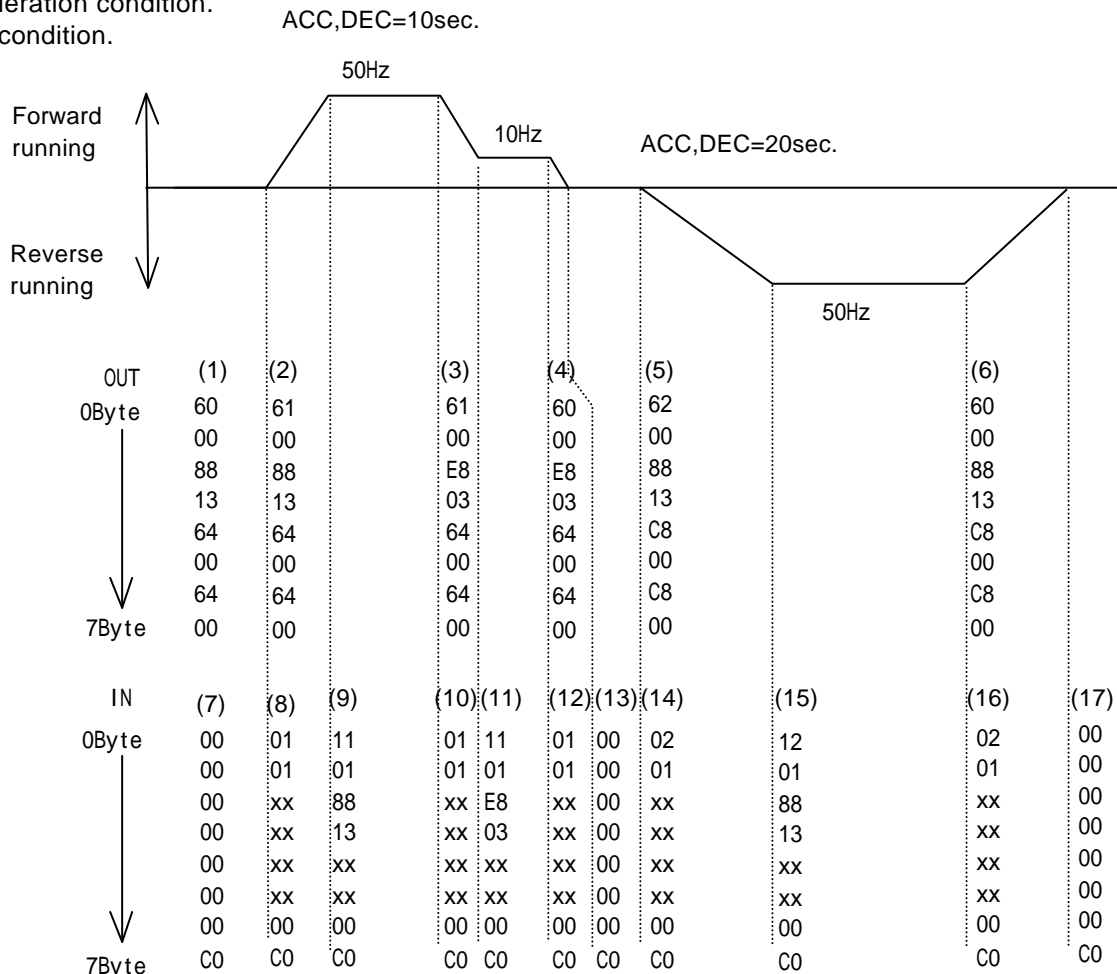 eration condition.
condition.
ACC,DEC=10sec.
50Hz
Forward
running
10Hz
ACC,DEC=20sec.
Reverse
running
50Hz
OUT (1) (2) (3) (4) (5) (6)
0Byte 60 61 61 60 62 60
00 00 00 00 00 00
88 88 E8 E8 88 88
13 13 03 03 13 13
64 64 64 64 C8 C8
00 00 00 00 00 00
64 64 64 64 C8 C8
7Byte 00 00 00 00 00 00
IN (7) (8) (9) (10) (11) (12) (13) (14) (15) (16) (17)
0Byte 00 01 11 01 11 01 00 02 12 02 00
00 01 01 01 01 01 00 01 01 01 00
00 xx 88 xx E8 xx 00 xx 88 xx 00
00 xx 13 xx 03 xx 00 xx 13 xx 00
00 xx xx xx xx xx 00 xx xx xx 00
00 xx xx xx xx xx 00 xx xx xx 00
00 00 00 00 00 00 00 00 00 00 00
7Byte C0 C0 C0 C0 C0 C0 C0 C0 C0 C0 C0